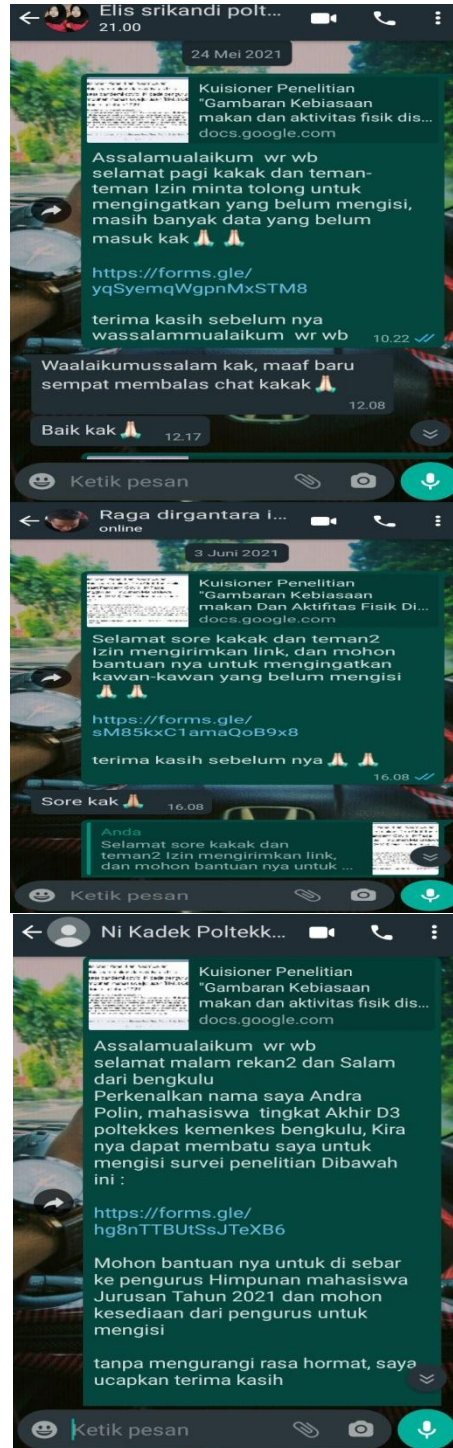 Elis srikandi polt...
21.00
24 Mei 2021
Kuisioner Penelitian
"Gambaran Kebiasaan
makan dan aktivitas fisik dis...
docs.google.com
Assalamualaikum wr wb
selamat pagi kakak dan teman-
teman Izin minta tolong untuk
mengingatkan yang belum mengisi,
masih banyak data yang belum
masuk kak 🙏🏻 🙏🏻
https://forms.gle/
yqSyemqWgpnMxSTM8
terima kasih sebelum nya
wassalammualaikum wr wb 10.22
Waalaikumussalam kak, maaf baru
sempat membalas chat kakak 🙏🏻
12.08
Baik kak 🙏🏻 12.17
Ketik pesan
Raga dirgantara i...
online
3 Juni 2021
Kuisioner Penelitian
"Gambaran Kebiasaan
makan Dan Aktifitas Fisik Di...
docs.google.com
Selamat sore kakak dan teman2
Izin mengirimkan link, dan mohon
bantuan nya untuk mengingatkan
kawan-kawan yang belum mengisi
🙏🏻 🙏🏻
https://forms.gle/
sM85kxC1amaQoB9x8
terima kasih sebelum nya 🙏🏻 🙏🏻
16.08
Sore kak 🙏🏻 16.08
Anda
Selamat sore kakak dan
teman2 Izin mengirimkan link,
dan mohon bantuan nya untuk ...
Ketik pesan
Ni Kadek Poltekk...
Kuisioner Penelitian
"Gambaran Kebiasaan
makan dan aktivitas fisik dis...
docs.google.com
Assalamualaikum wr wb
selamat malam rekan2 dan Salam
dari bengkulu
Perkenalkan nama saya Andra
Polin, mahasiswa tingkat Akhir D3
poltekkes kemenkes bengkulu, Kira
nya dapat membatu saya untuk
mengisi survei penelitian Dibawah
ini :
https://forms.gle/
hg8nTTBUtSsJTeXB6
Mohon bantuan nya untuk di sebar
ke pengurus Himpunan mahasiswa
Jurusan Tahun 2021 dan mohon
kesediaan dari pengurus untuk
mengisi
tanpa mengurangi rasa hormat, saya
ucapkan terima kasih
Ketik pesan